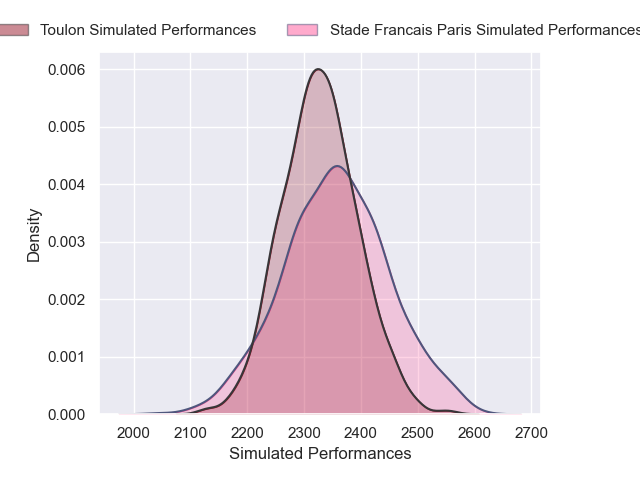 Toulon Simulated Performances Stade Francais Paris Simulated Performances
0.006
0.005
0.004
0.003
0.002
0.001
0.000
Density
2000 2100 2200 2300 2400 2500 2600 2700
Simulated Performances